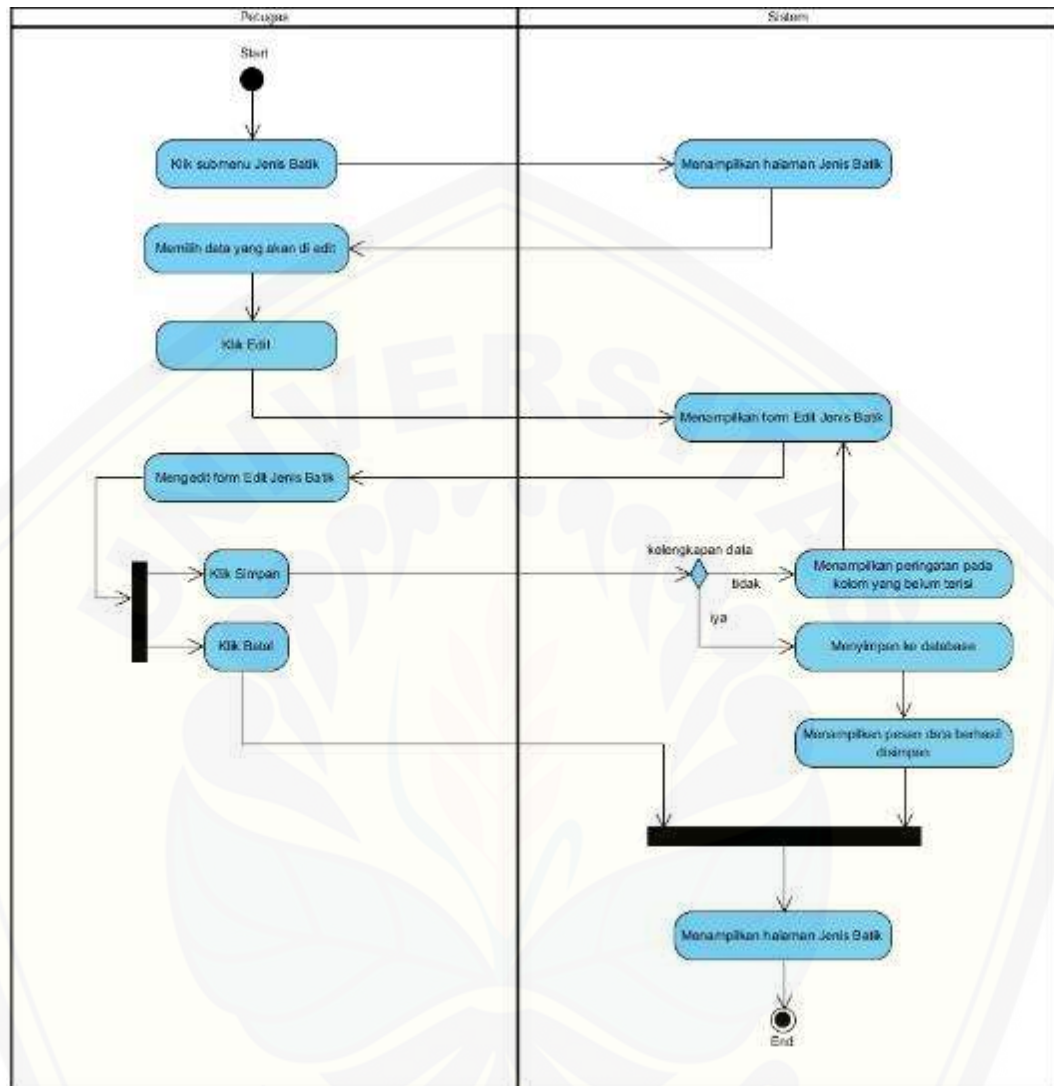 Petugas
Sistem
Start
Klik submenu Jenis Batik
Menampilkan halaman Jenis Batik
Memilih data yang akan di edit
Klik Edit
Menampilkan form Edit Jenis Batik
Mengedit form Edit Jenis Batik
kelengkapan data
Klik Simpan
tidak
Menampilkan peringatan pada
kolom yang belum terisi
iya
Klik Batal
Menyimpan ke database
Menampilkan pesan data berhasil
disimpan
Menampilkan halaman Jenis Batik
End
UNIVERSITAS